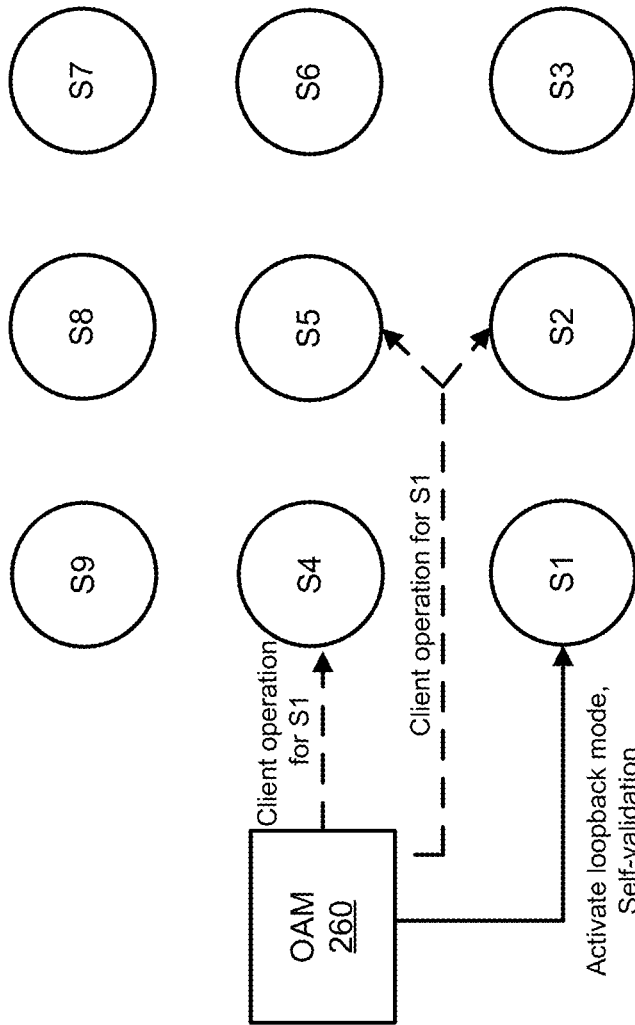 S9
S8
S7
Client operation
for S1
OAM
260
S4
S5
S6
Client operation for S1
S1
S2
S3
Activate loopback mode,
Self-validation